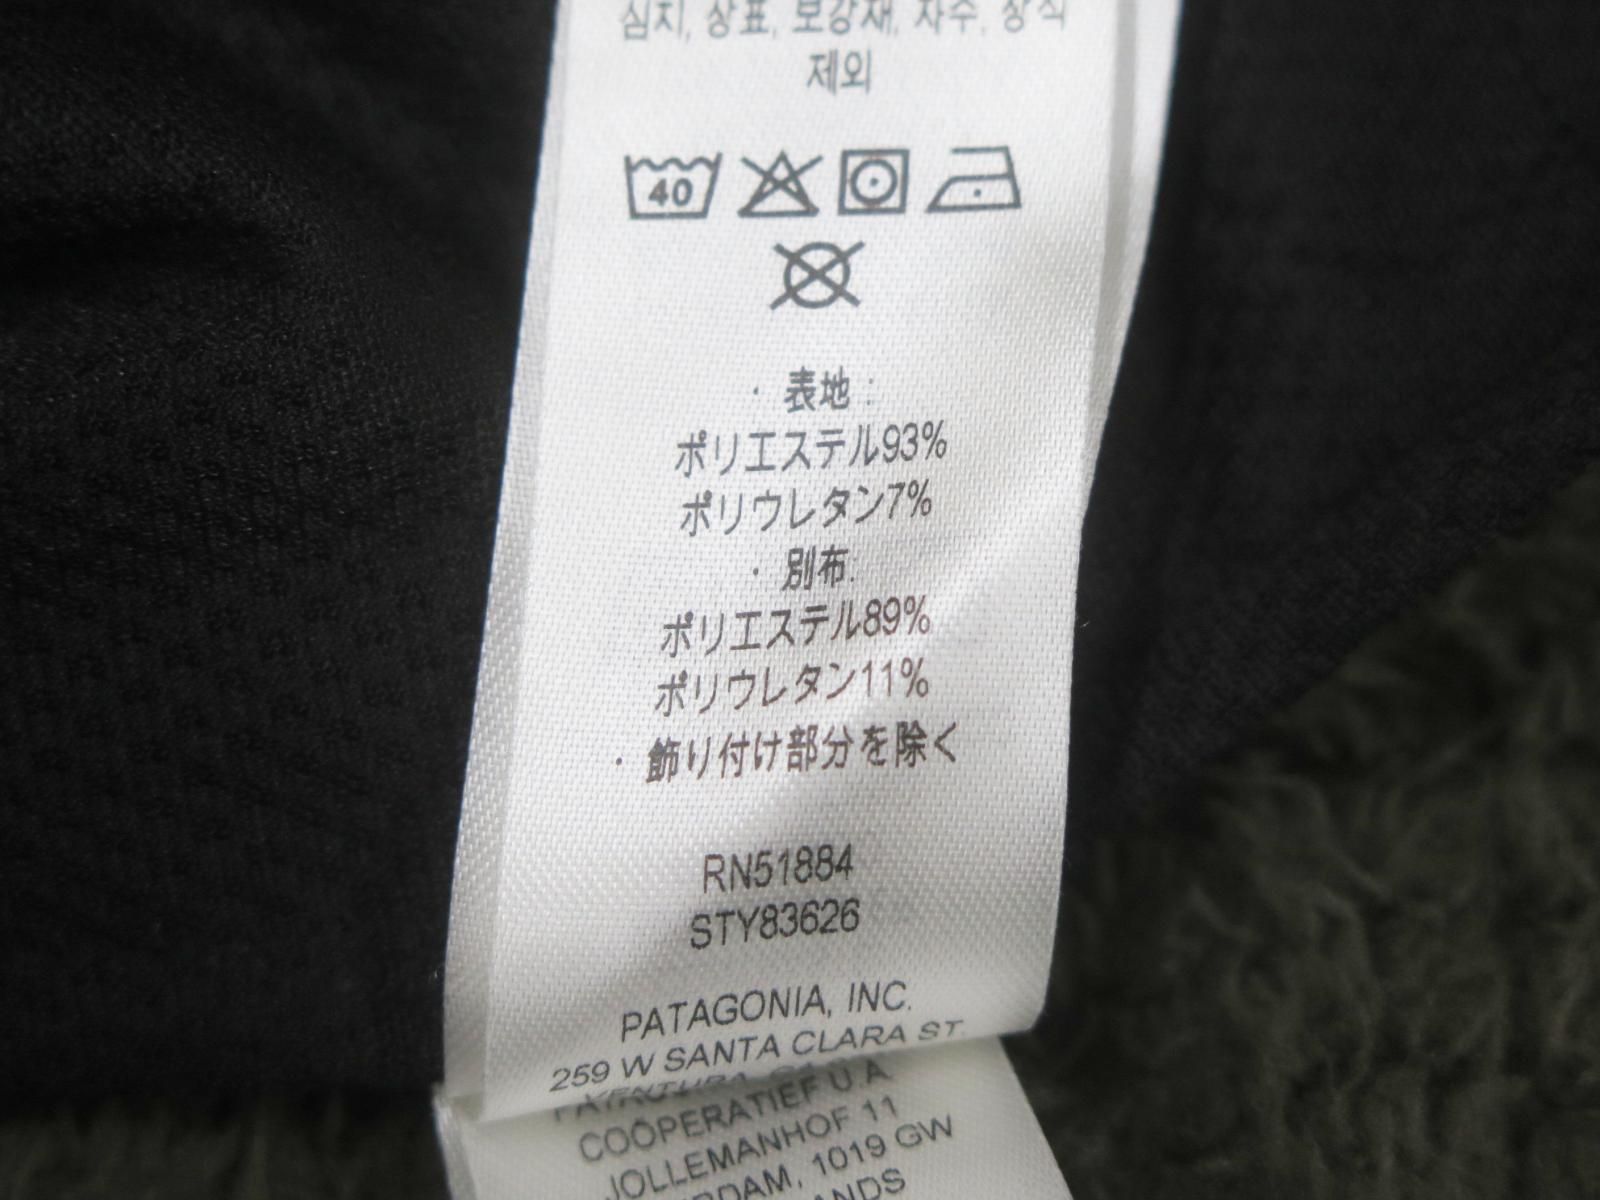 심지, 상표, 보강재, 자수, 장식
제외
40
· 表地 :
ポリエステル93%
ポリウレタン7%
· 別布:
ポリエステル89%
ポリウレタン11%
· 飾り付け部分を除く
RN51884
STY83626
PATAGONIA, INC.
259 W SANTA CLARA ST.
COÖPERATIEF U.A.
JOLLEMANHOF 11
1019 GW